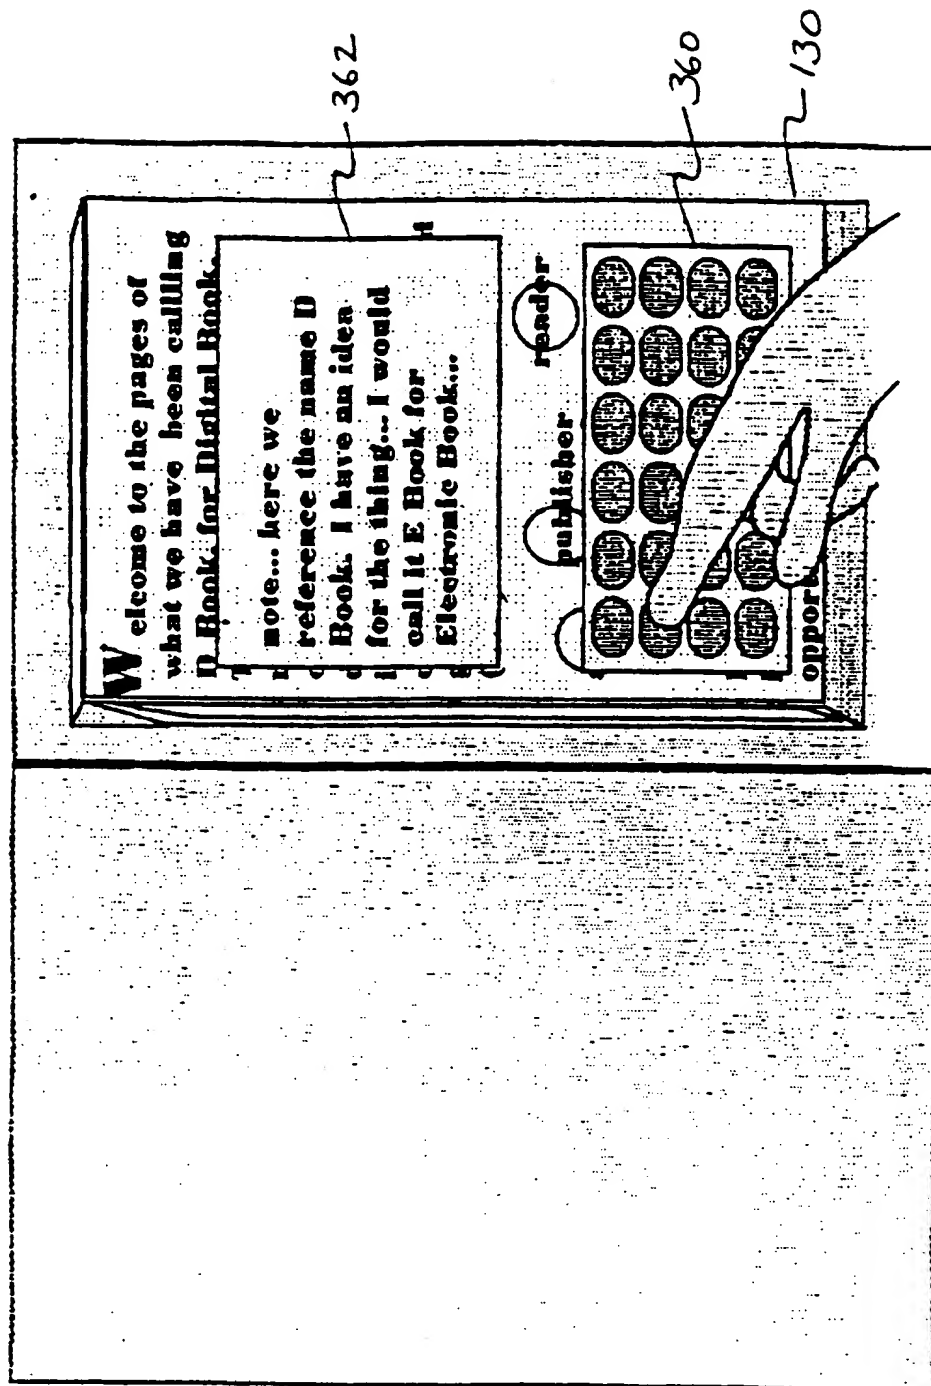 Welcome to the pages of
what we have been callling
D Book, for Digital Book.
note... here we
reference the name D
Book. I have an idea
for the thing... I would
call it E Book for
Electronic Book...
publisher
reader
362
360
130